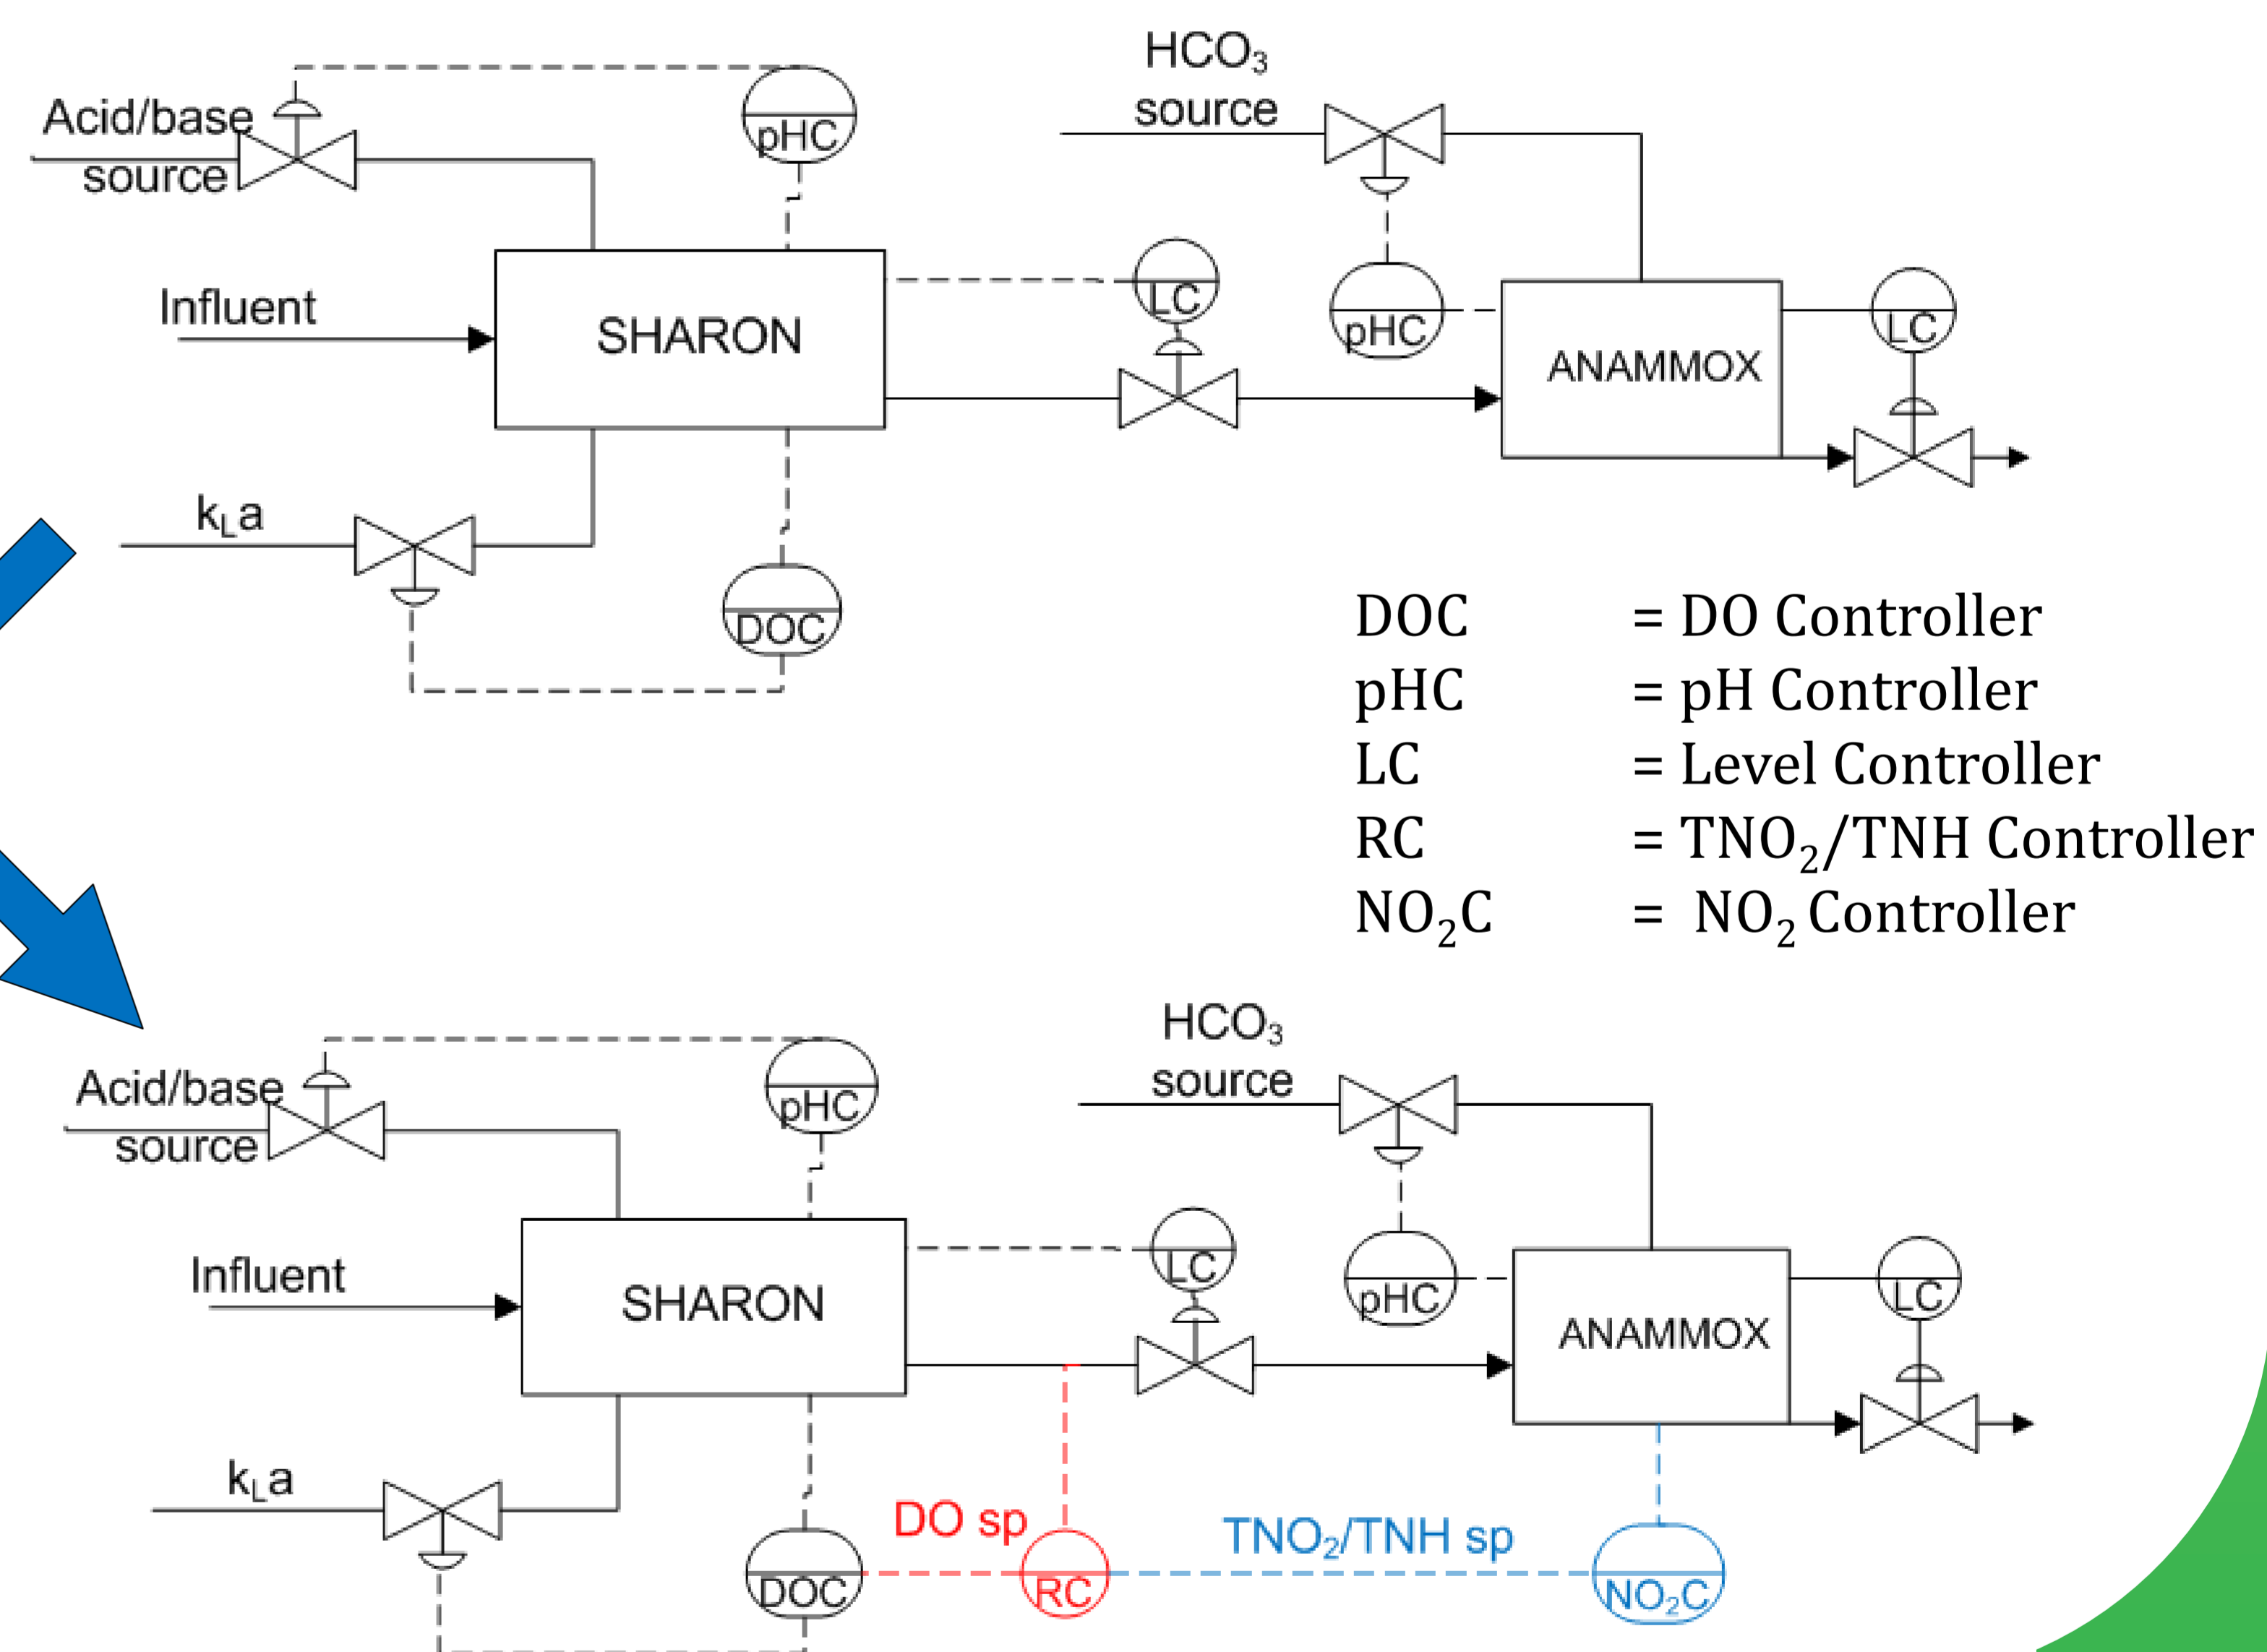 HCO₃
source
Acid/base
source
pHC
Influent
SHARON
LC
pHC
ANAMMOX
LC
kLa
DOC
DOC = DO Controller
pHC = pH Controller
LC = Level Controller
RC = TNO₂/TNH Controller
NO₂C = NO₂ Controller
HCO₃
source
Acid/base
source
pHC
Influent
SHARON
LC
pHC
ANAMMOX
LC
kLa
DO sp
TNO₂/TNH sp
DOC
RC
NO₂C